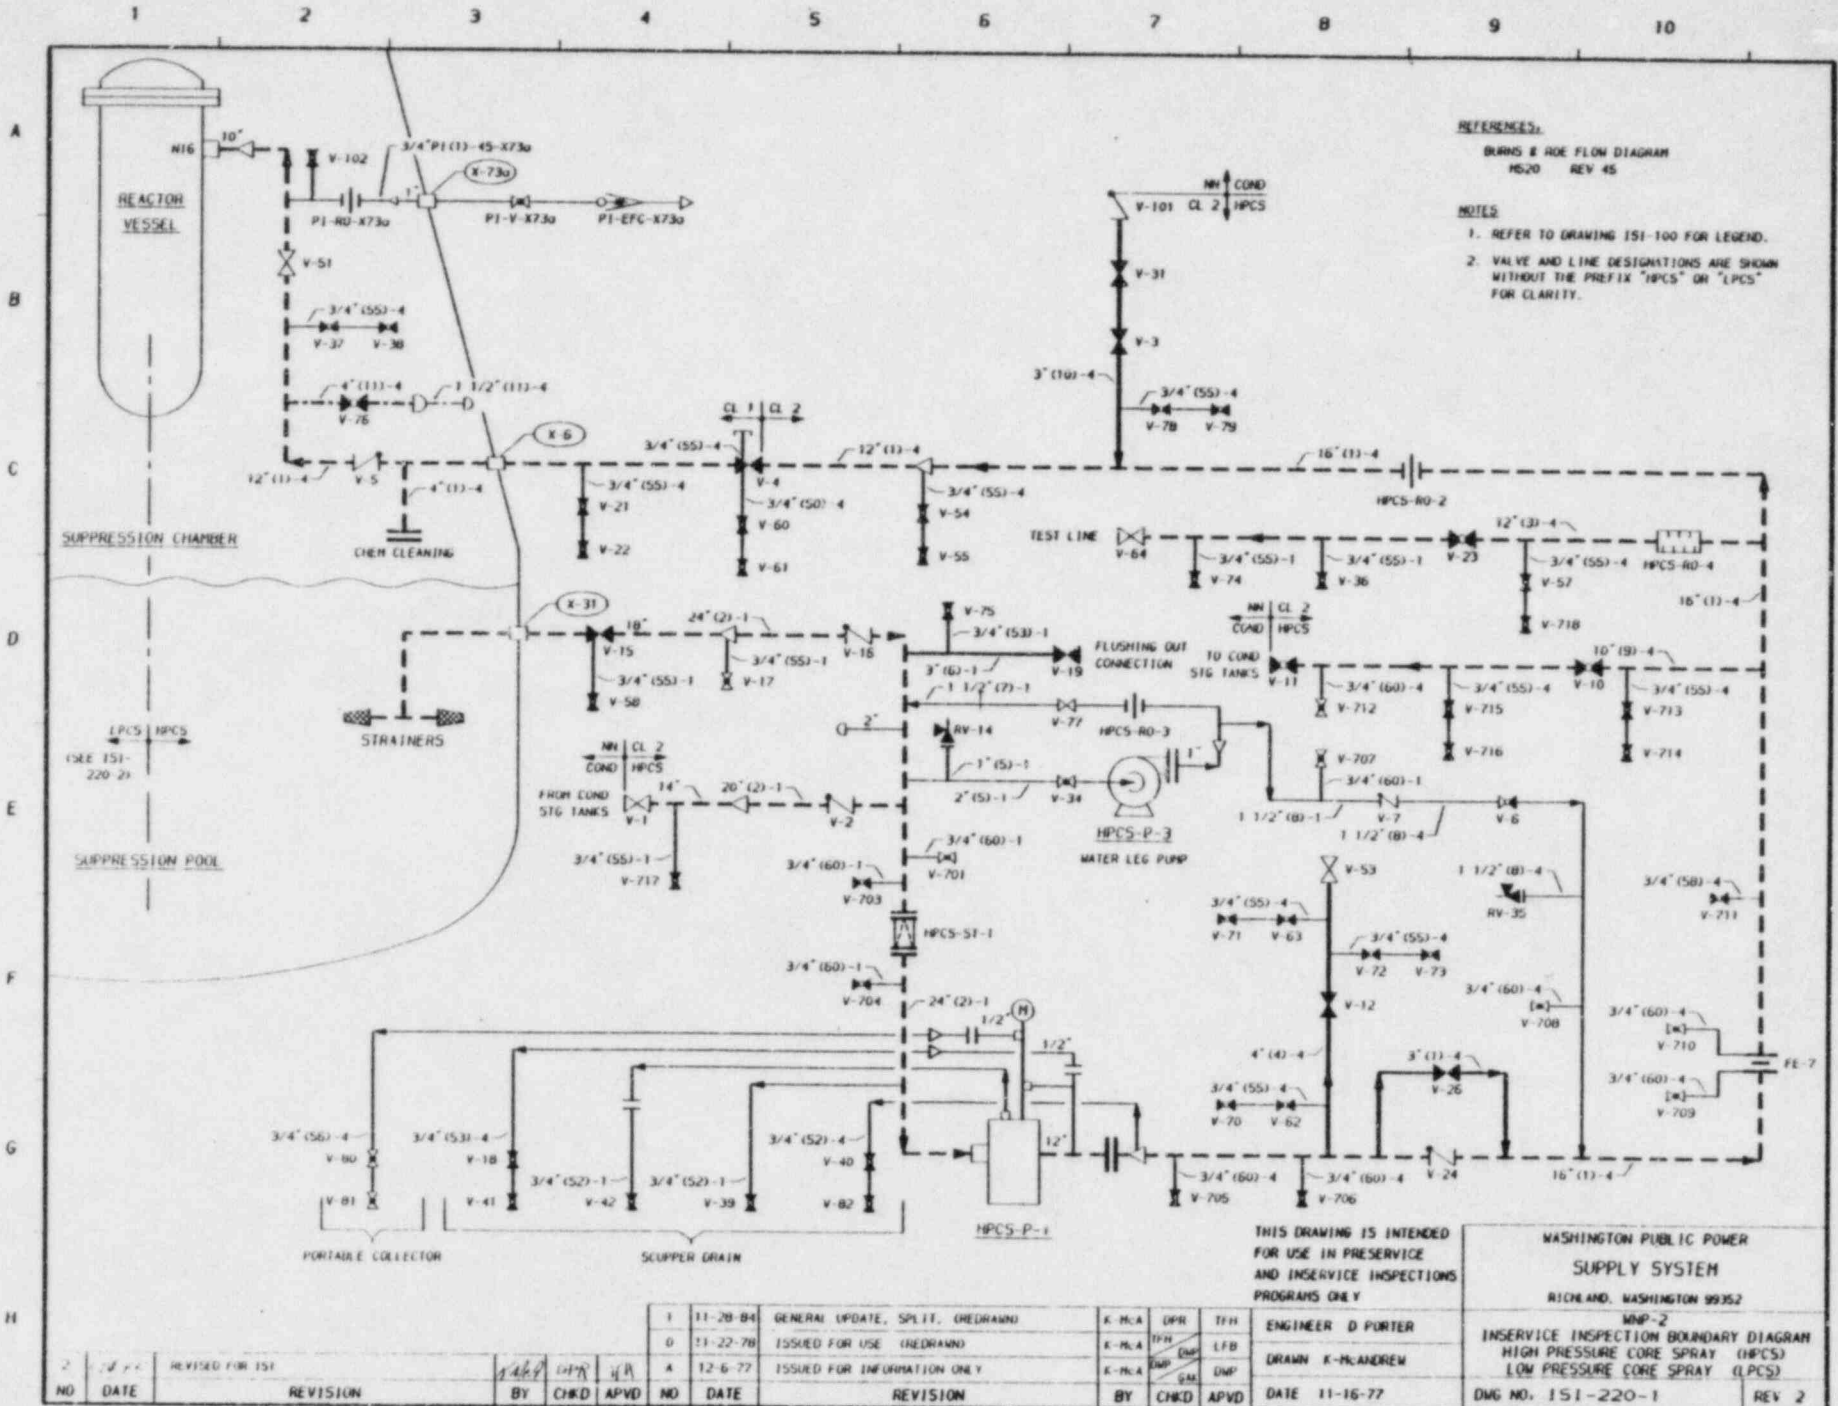 1 2 3 4 5 6 7 8 9 10
A
B
C
D
E
F
G
H
REACTOR
VESSEL
N16
10"
V-102
3/4"PI(1)-45-X73a
X-73a
1"
PI-RO-X73a
PI-V-X73a
PI-EFC-X73a
V-51
3/4"(55)-4
V-37
V-38
4"(11)-4
1 1/2"(11)-4
V-76
X-6
12"(1)-4
V-5
4"(1)-4
CHEM CLEANING
SUPPRESSION CHAMBER
3/4"(55)-4
V-21
V-22
CL 1 CL 2
3/4"(55)-4
V-4
3/4"(50)-4
V-60
V-61
12"(1)-4
3/4"(55)-4
V-54
V-55
NN COND
CL 2 HPCS
V-101
V-31
V-3
3"(10)-4
3/4"(55)-4
V-78
V-79
16"(1)-4
HPCS-RO-2
REFERENCES:
BURNS & ROE FLOW DIAGRAM
M520 REV 45
NOTES
1. REFER TO DRAWING ISI-100 FOR LEGEND.
2. VALVE AND LINE DESIGNATIONS ARE SHOWN
WITHOUT THE PREFIX "HPCS" OR "LPCS"
FOR CLARITY.
TEST LINE
V-64
3/4"(55)-1
V-74
3/4"(55)-1
V-36
V-23
12"(3)-4
3/4"(55)-4
V-57
V-718
HPCS-RO-4
16"(1)-4
X-31
18"
V-15
3/4"(55)-1
V-58
24"(2)-1
3/4"(55)-1
V-17
V-16
STRAINERS
V-75
3/4"(53)-1
3"(6)-1
V-19
FLUSHING OUT
CONNECTION
NN CL 2
COND HPCS
TO COND
STG TANKS
V-11
3/4"(60)-4
V-712
3/4"(55)-4
V-715
V-716
V-10
10"(9)-4
3/4"(55)-4
V-713
V-714
1 1/2"(7)-1
V-77
HPCS-RO-3
2"
RV-14
1"(5)-1
2"(5)-1
V-34
1"
HPCS-P-3
WATER LEG PUMP
V-707
3/4"(60)-1
1 1/2"(8)-1
V-7
1 1/2"(8)-4
V-6
LPCS HPCS
(SEE ISI-
220-2)
SUPPRESSION POOL
NN CL 2
COND HPCS
FROM COND
STG TANKS
V-1
14"
20"(2)-1
V-2
3/4"(55)-1
V-717
3/4"(60)-1
V-701
3/4"(60)-1
V-703
HPCS-ST-1
3/4"(60)-1
V-704
24"(2)-1
V-53
3/4"(55)-4
V-71
V-63
3/4"(55)-4
V-72
V-73
V-12
4"(4)-4
3/4"(55)-4
V-70
V-62
1 1/2"(8)-4
RV-35
3/4"(60)-4
V-708
3/4"(58)-4
V-711
3/4"(60)-4
V-710
FE-7
3/4"(60)-4
V-709
3"(1)-4
V-26
M
1/2"
1/2"
3/4"(56)-4
V-80
V-81
3/4"(53)-4
V-18
V-41
3/4"(52)-1
V-42
3/4"(52)-1
V-39
3/4"(52)-4
V-40
V-82
12"
HPCS-P-1
3/4"(60)-4
V-705
3/4"(60)-4
V-706
V-24
16"(1)-4
PORTABLE COLLECTOR
SCUPPER DRAIN
THIS DRAWING IS INTENDED
FOR USE IN PRESERVICE
AND INSERVICE INSPECTIONS
PROGRAMS ONLY
WASHINGTON PUBLIC POWER
SUPPLY SYSTEM
RICHLAND, WASHINGTON 99352
WNP-2
INSERVICE INSPECTION BOUNDARY DIAGRAM
HIGH PRESSURE CORE SPRAY (HPCS)
LOW PRESSURE CORE SPRAY (LPCS)
DWG NO. ISI-220-1 REV 2
ENGINEER D PORTER
DRAWN K-McANDREW
DATE 11-16-77
1 11-28-84 GENERAL UPDATE, SPLIT, (REDRAWN) K-McA DPR TFH
0 11-22-78 ISSUED FOR USE (REDRAWN) K-McA TFH DWP LFB
A 12-6-77 ISSUED FOR INFORMATION ONLY K-McA DWP GAK DWP
NO DATE REVISION BY CHKD APVD
2 REVISED FOR ISI DPR
NO DATE REVISION BY CHKD APVD